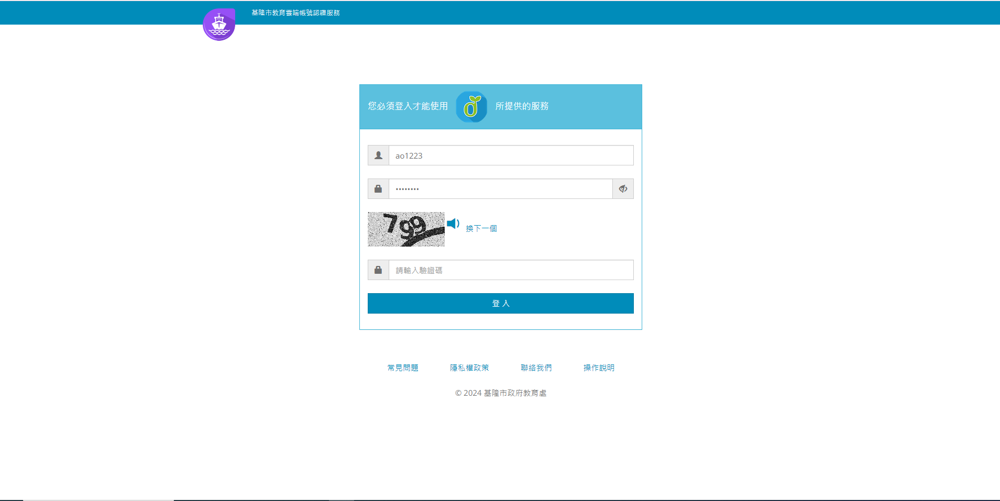 基隆市教育雲端帳號認證服務
您必須登入才能使用 所提供的服務
ao1223
••••••••
799
換下一個
請輸入驗證碼
登 入
常見問題 隱私權政策 聯絡我們 操作說明
© 2024 基隆市政府教育處